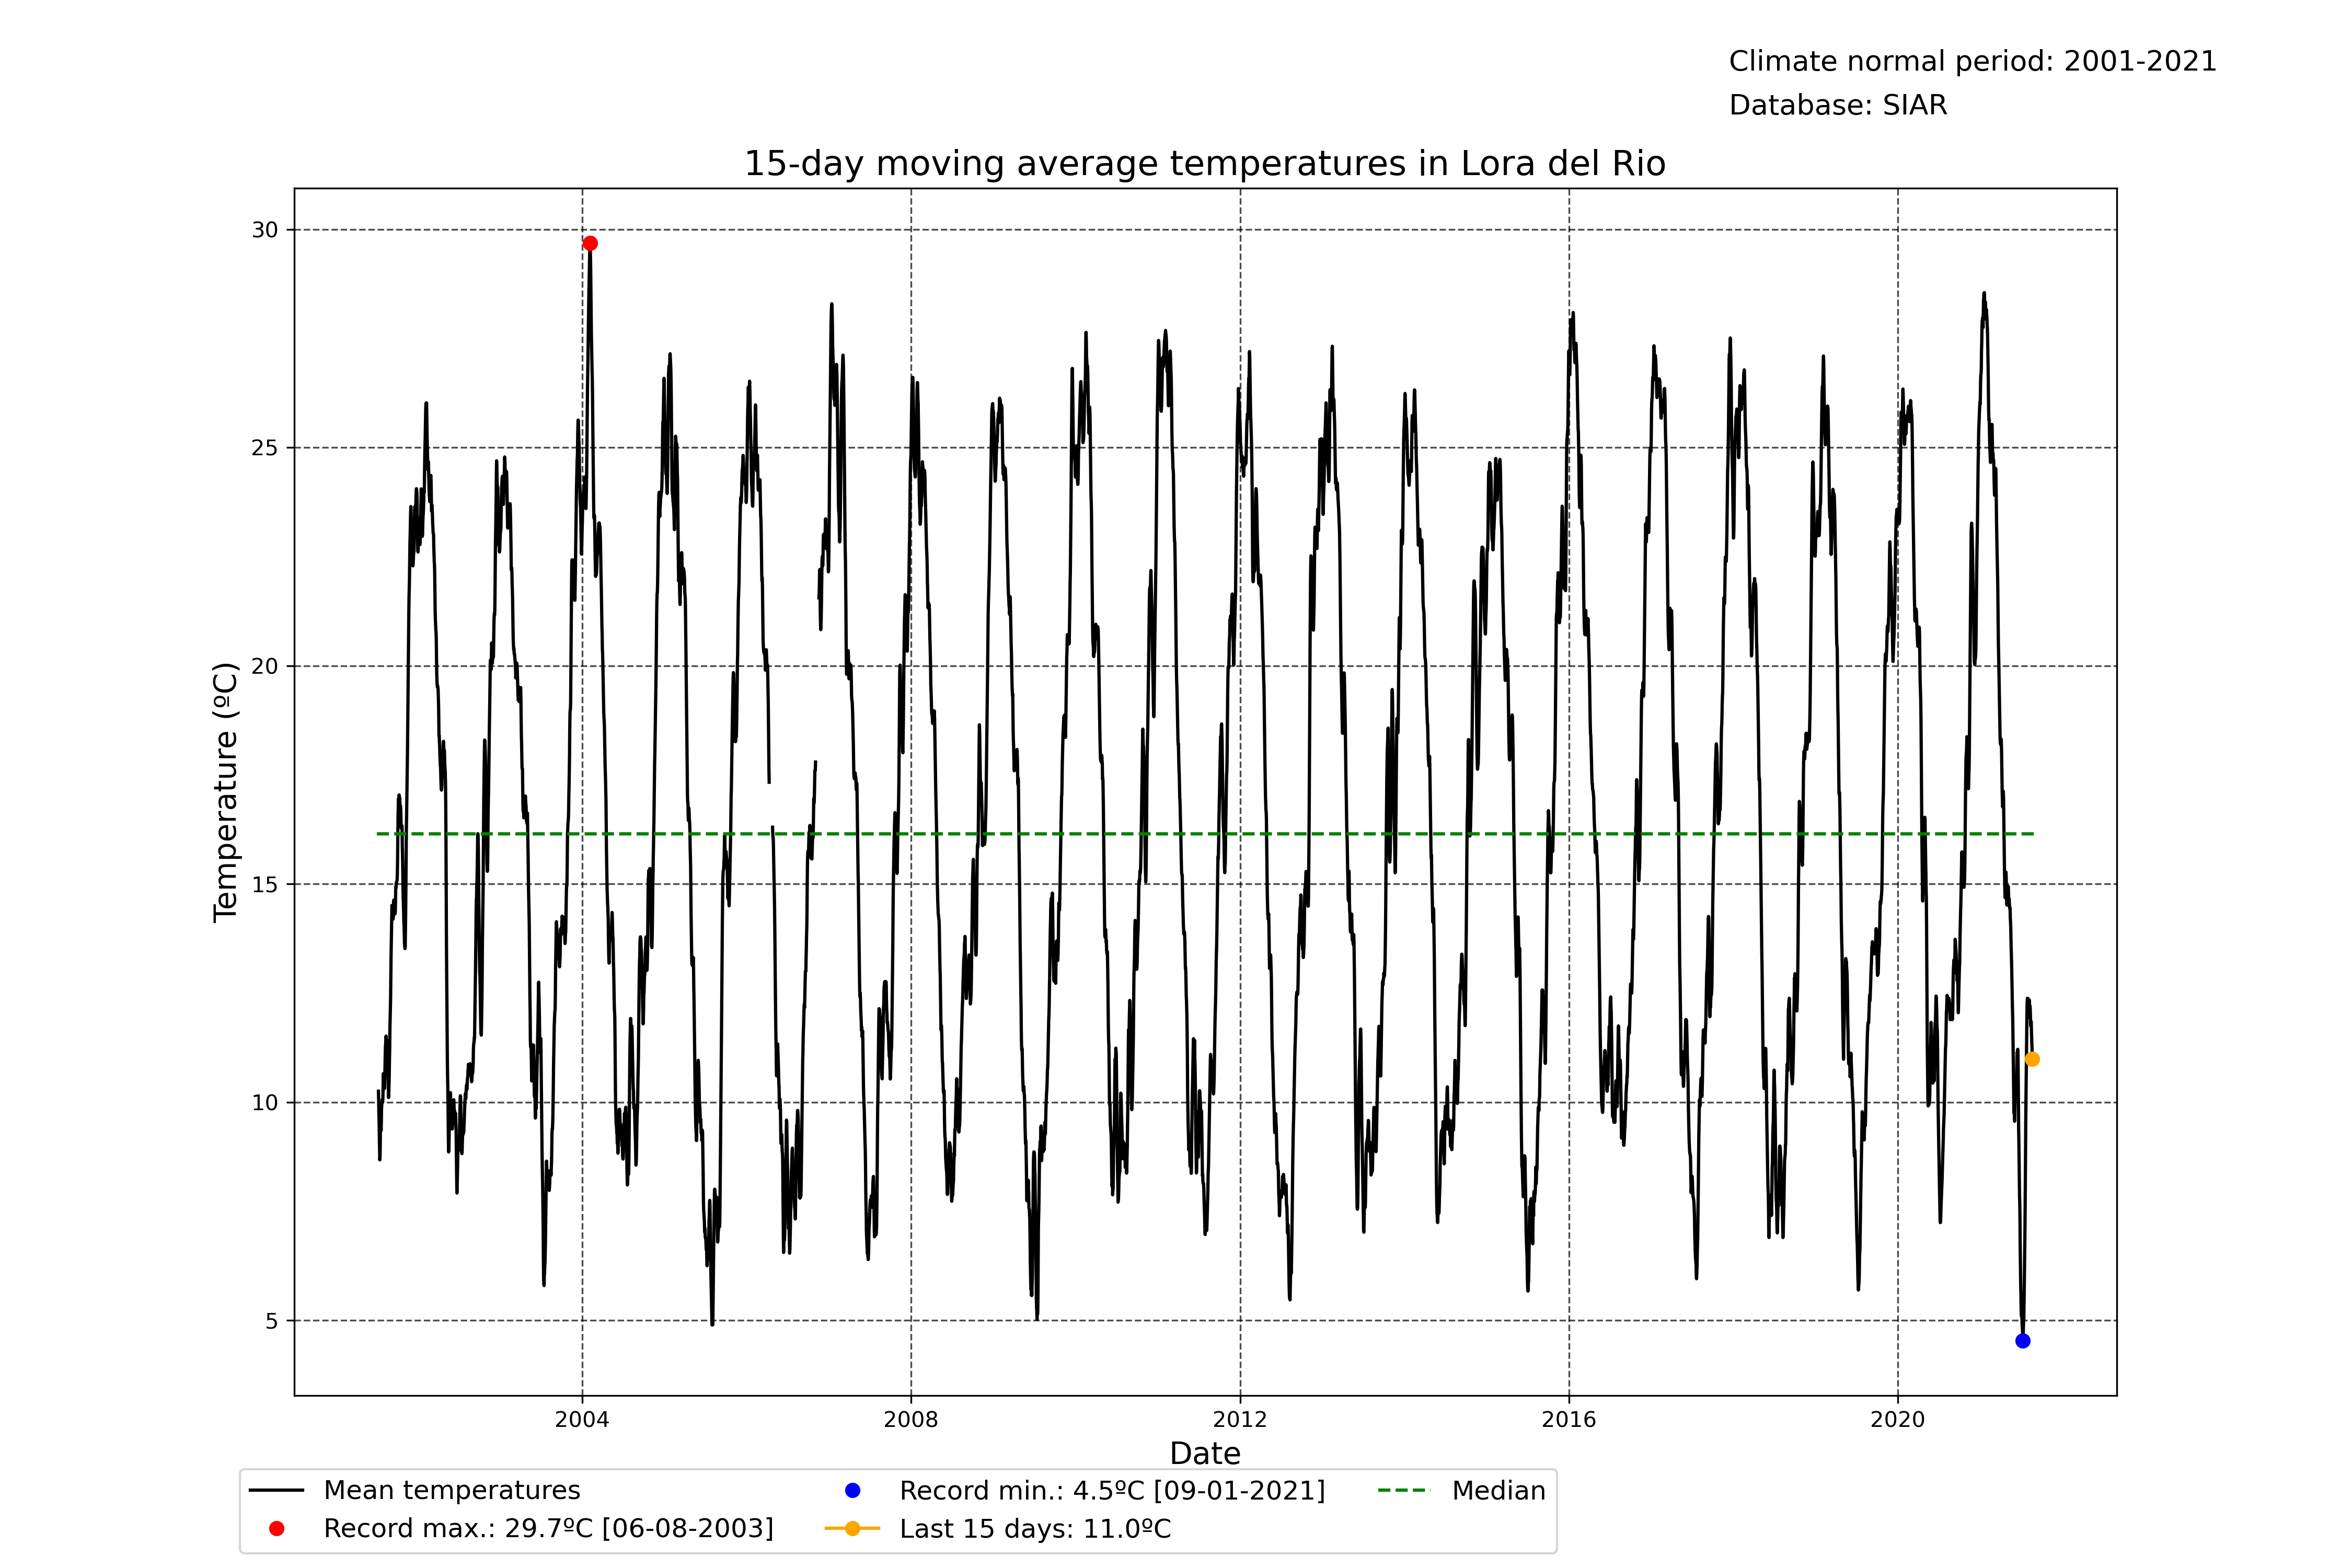 Climate normal period: 2001-2021
Database: SIAR
15-day moving average temperatures in Lora del Rio
30
25
20
15
10
5
Temperature (ºC)
2004 2008 2012 2016 2020
Date
Mean temperatures
Record max.: 29.7ºC [06-08-2003]
Record min.: 4.5ºC [09-01-2021]
Last 15 days: 11.0ºC
Median